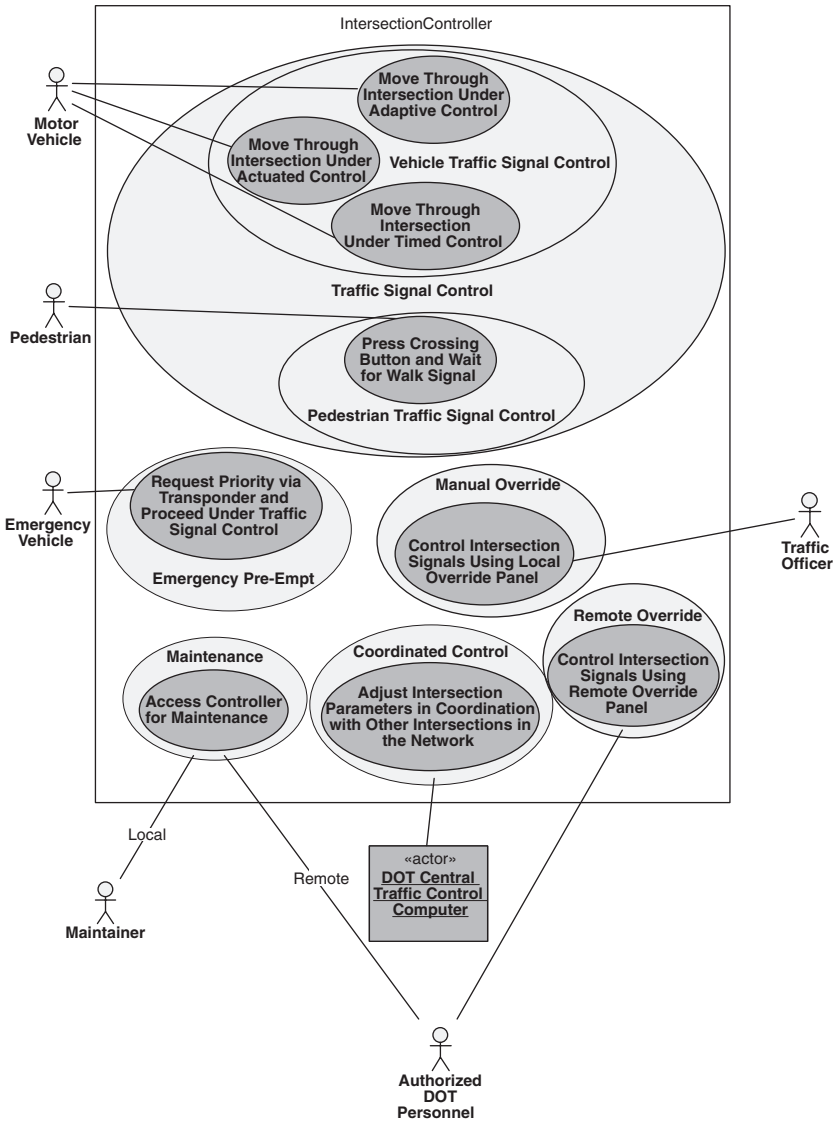 IntersectionController
Move Through
Intersection Under
Adaptive Control
Motor
Vehicle
Move Through
Intersection Under
Actuated Control
Vehicle Traffic Signal Control
Move Through
Intersection
Under Timed Control
Traffic Signal Control
Pedestrian
Press Crossing
Button and Wait
for Walk Signal
Pedestrian Traffic Signal Control
Emergency
Vehicle
Request Priority via
Transponder and
Proceed Under Traffic
Signal Control
Emergency Pre-Empt
Manual Override
Control Intersection
Signals Using Local
Override Panel
Traffic
Officer
Remote Override
Control Intersection
Signals Using
Remote Override
Panel
Maintenance
Access Controller
for Maintenance
Coordinated Control
Adjust Intersection
Parameters in Coordination
with Other Intersections in
the Network
Local
Maintainer
Remote
«actor»
DOT Central
Traffic Control
Computer
Authorized
DOT
Personnel